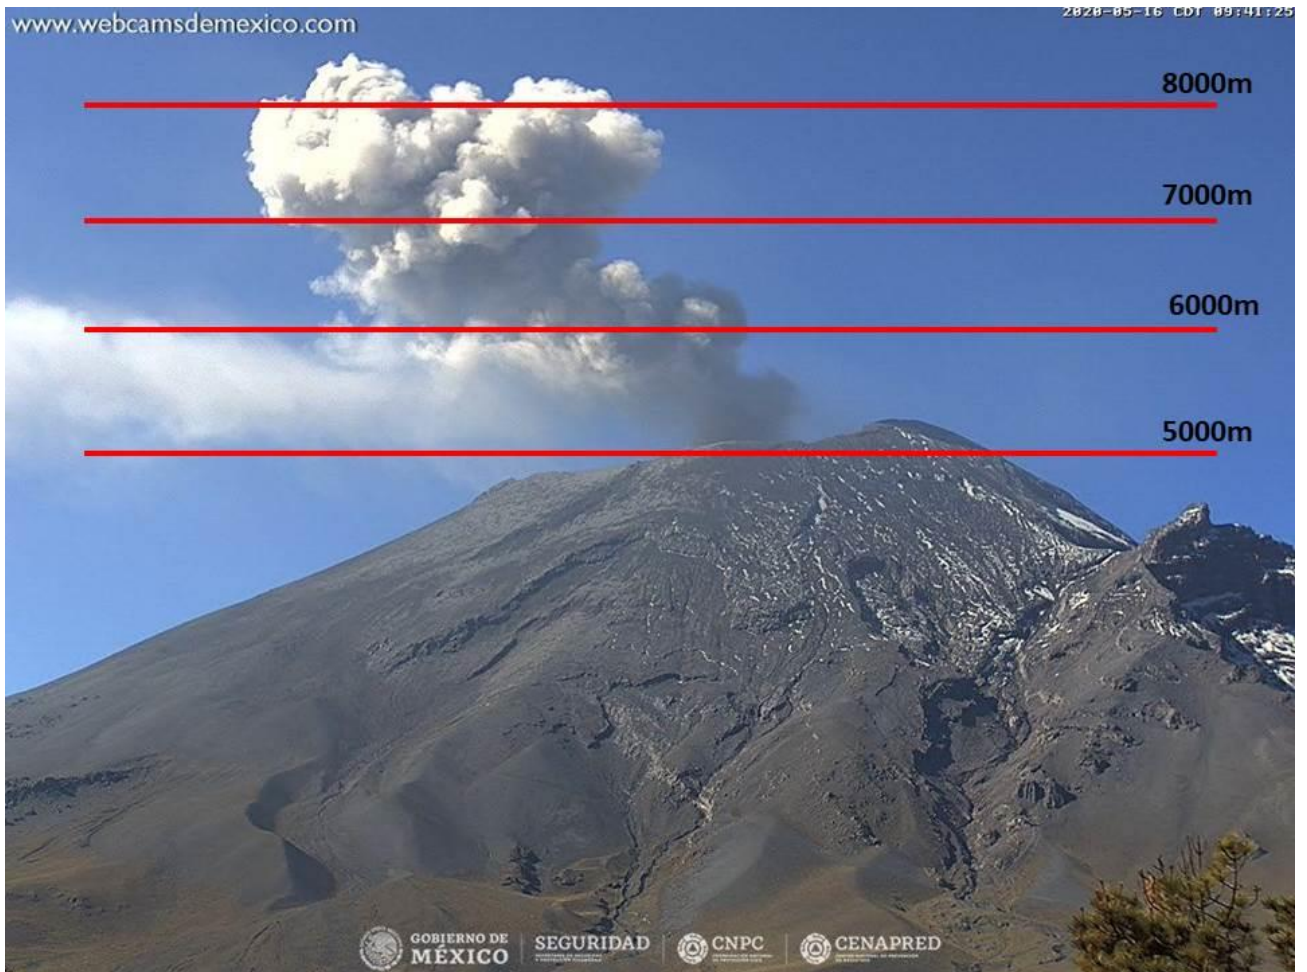 www.webcamsdemexico.com
2020-05-16 CDT 09:41:25
8000m
7000m
6000m
5000m
GOBIERNO DE
MÉXICO
SEGURIDAD
CNPC
CENAPRED